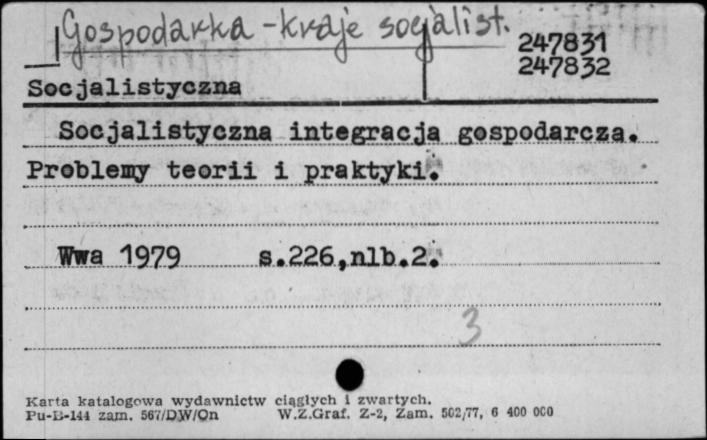 Gospodarka - kraje socjalist.
247831
247832
Socjalistyczna
Socjalistyczna integracja gospodarcza.
Problemy teorii i praktyki.
Wwa 1979 s.226,nlb.2.
3
Karta katalogowa wydawnictw ciągłych i zwartych.
Pu-B-144 zam. 567/DW/On W.Z.Graf. Z-2, Zam. 502/77, 6 400 000